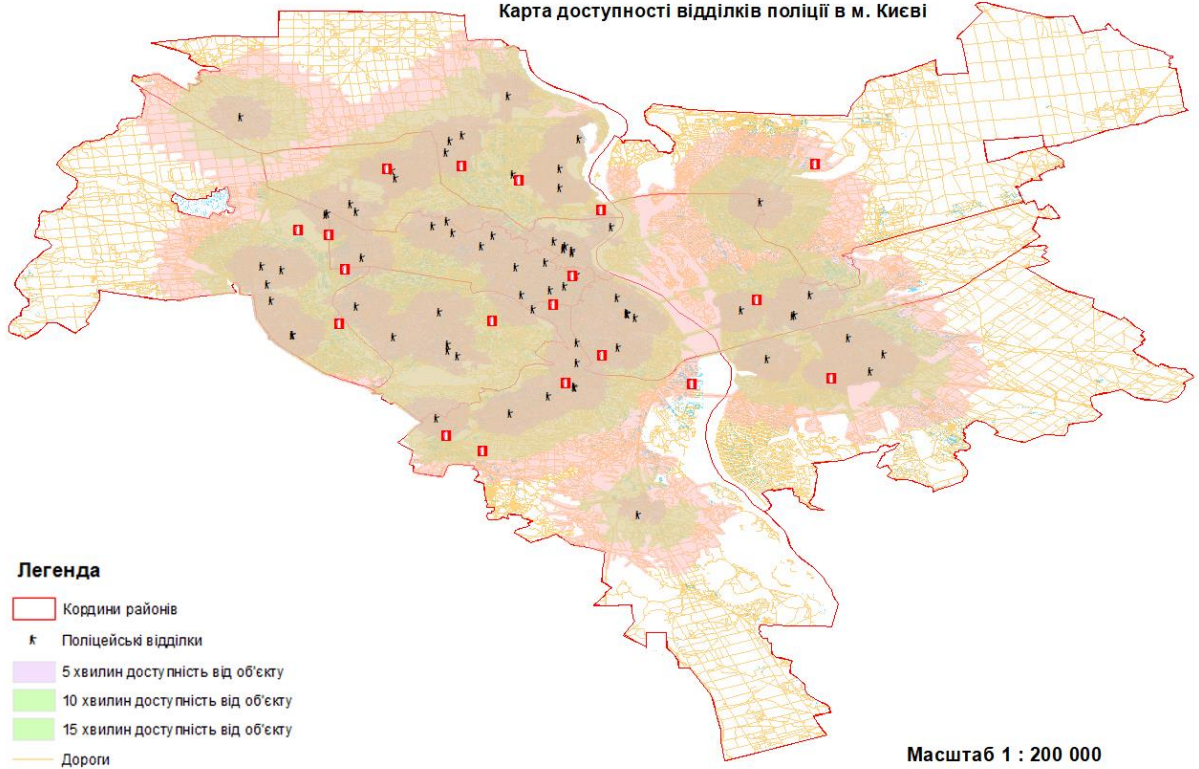 Карта доступності відділків поліції в м. Києві
Легенда
Кордини районів
Поліцейські відділки
5 хвилин доступність від об'єкту
10 хвилин доступність від об'єкту
15 хвилин доступність від об'єкту
Дороги
Масштаб 1 : 200 000